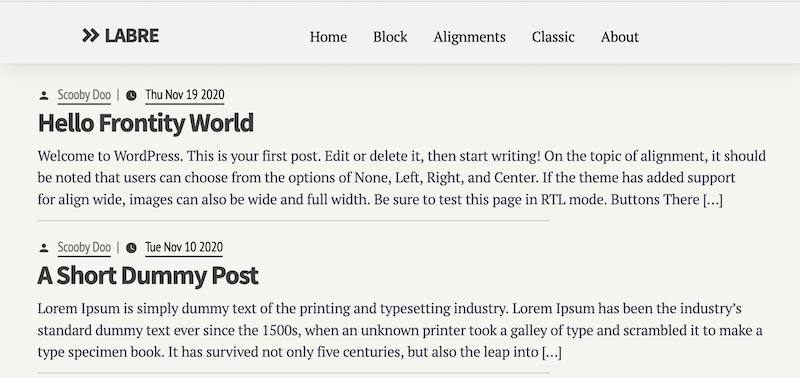 LABRE
Home Block Alignments Classic About
Scooby Doo | Thu Nov 19 2020
Hello Frontity World
Welcome to WordPress. This is your first post. Edit or delete it, then start writing! On the topic of alignment, it should
be noted that users can choose from the options of None, Left, Right, and Center. If the theme has added support
for align wide, images can also be wide and full width. Be sure to test this page in RTL mode. Buttons There […]
Scooby Doo | Tue Nov 10 2020
A Short Dummy Post
Lorem Ipsum is simply dummy text of the printing and typesetting industry. Lorem Ipsum has been the industry’s
standard dummy text ever since the 1500s, when an unknown printer took a galley of type and scrambled it to make a
type specimen book. It has survived not only five centuries, but also the leap into […]